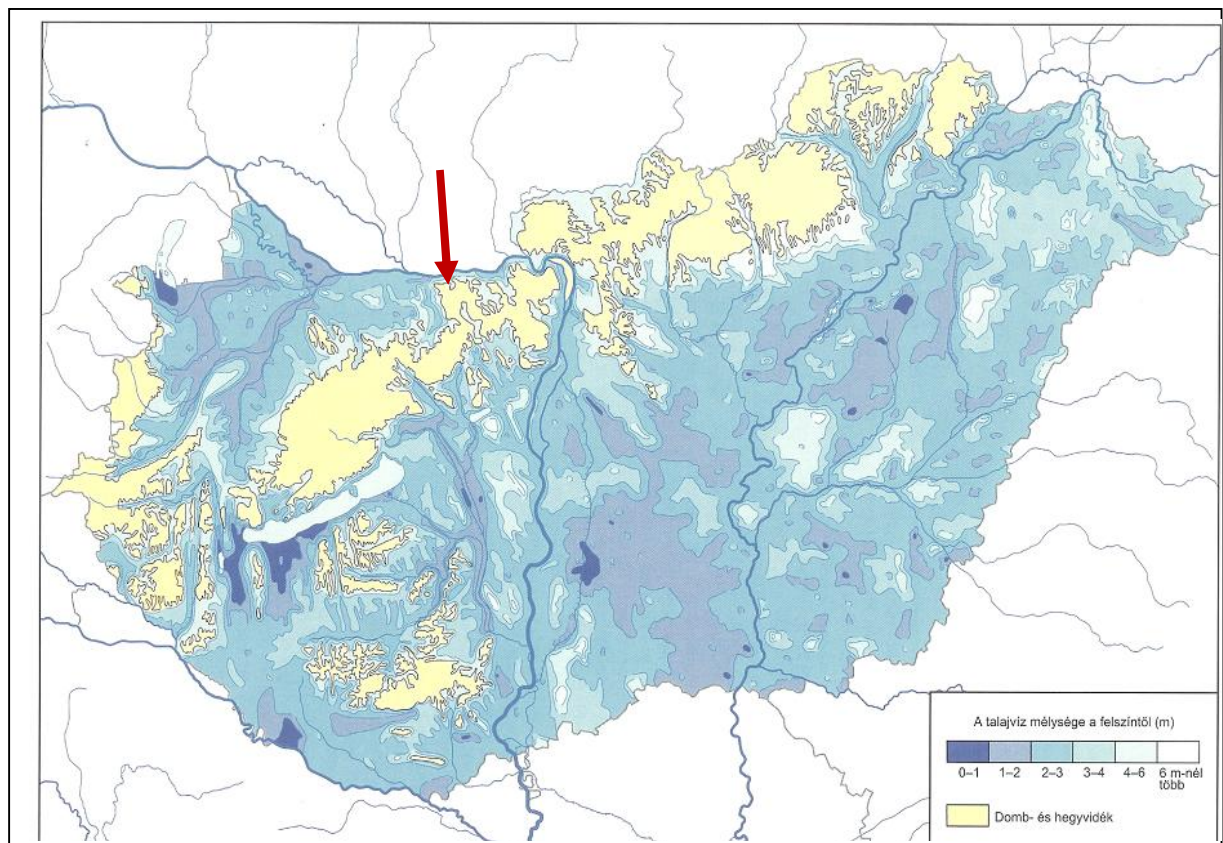 A talajvíz mélysége a felszíntől (m)
0–1 1–2 2–3 3–4 4–6 6 m-nél
több
Domb- és hegyvidék